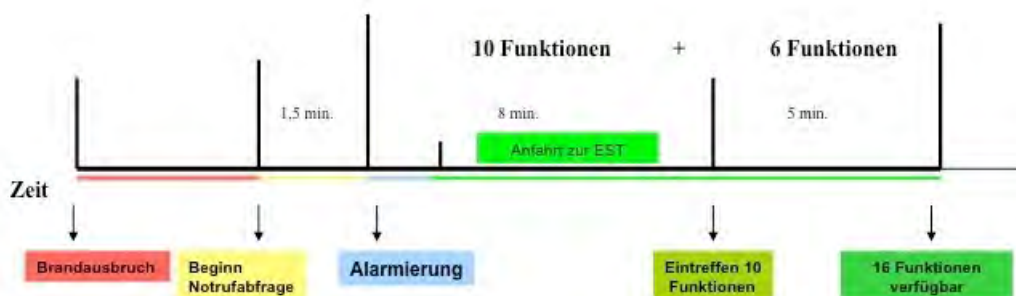 10 Funktionen + 6 Funktionen
1,5 min. 8 min. 5 min.
Anfahrt zur EST
Zeit
Brandausbruch
Beginn
Notrufabfrage
Alarmierung
Eintreffen 10
Funktionen
16 Funktionen
verfügbar